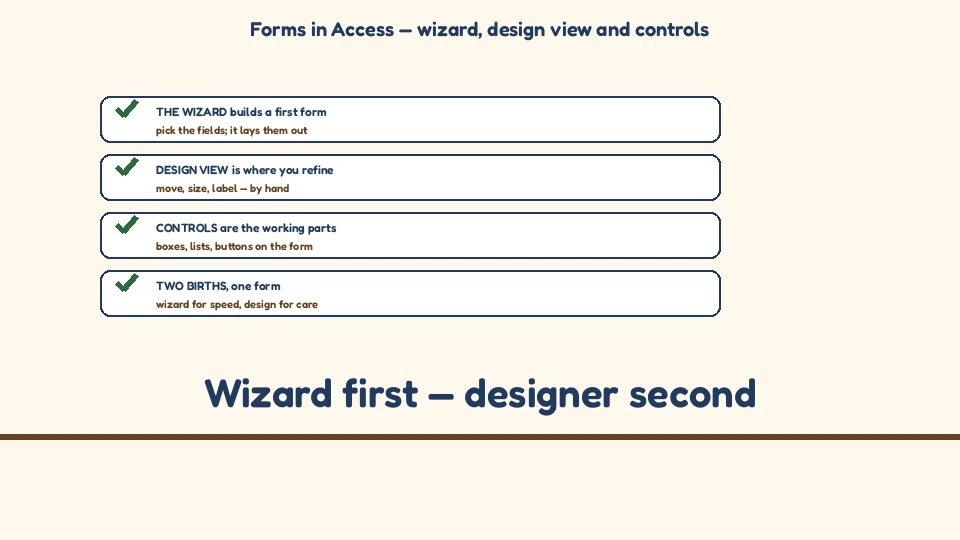 Forms in Access — wizard, design view and controls
THE WIZARD builds a first form
pick the fields; it lays them out
DESIGN VIEW is where you refine
move, size, label — by hand
CONTROLS are the working parts
boxes, lists, buttons on the form
TWO BIRTHS, one form
wizard for speed, design for care
Wizard first — designer second